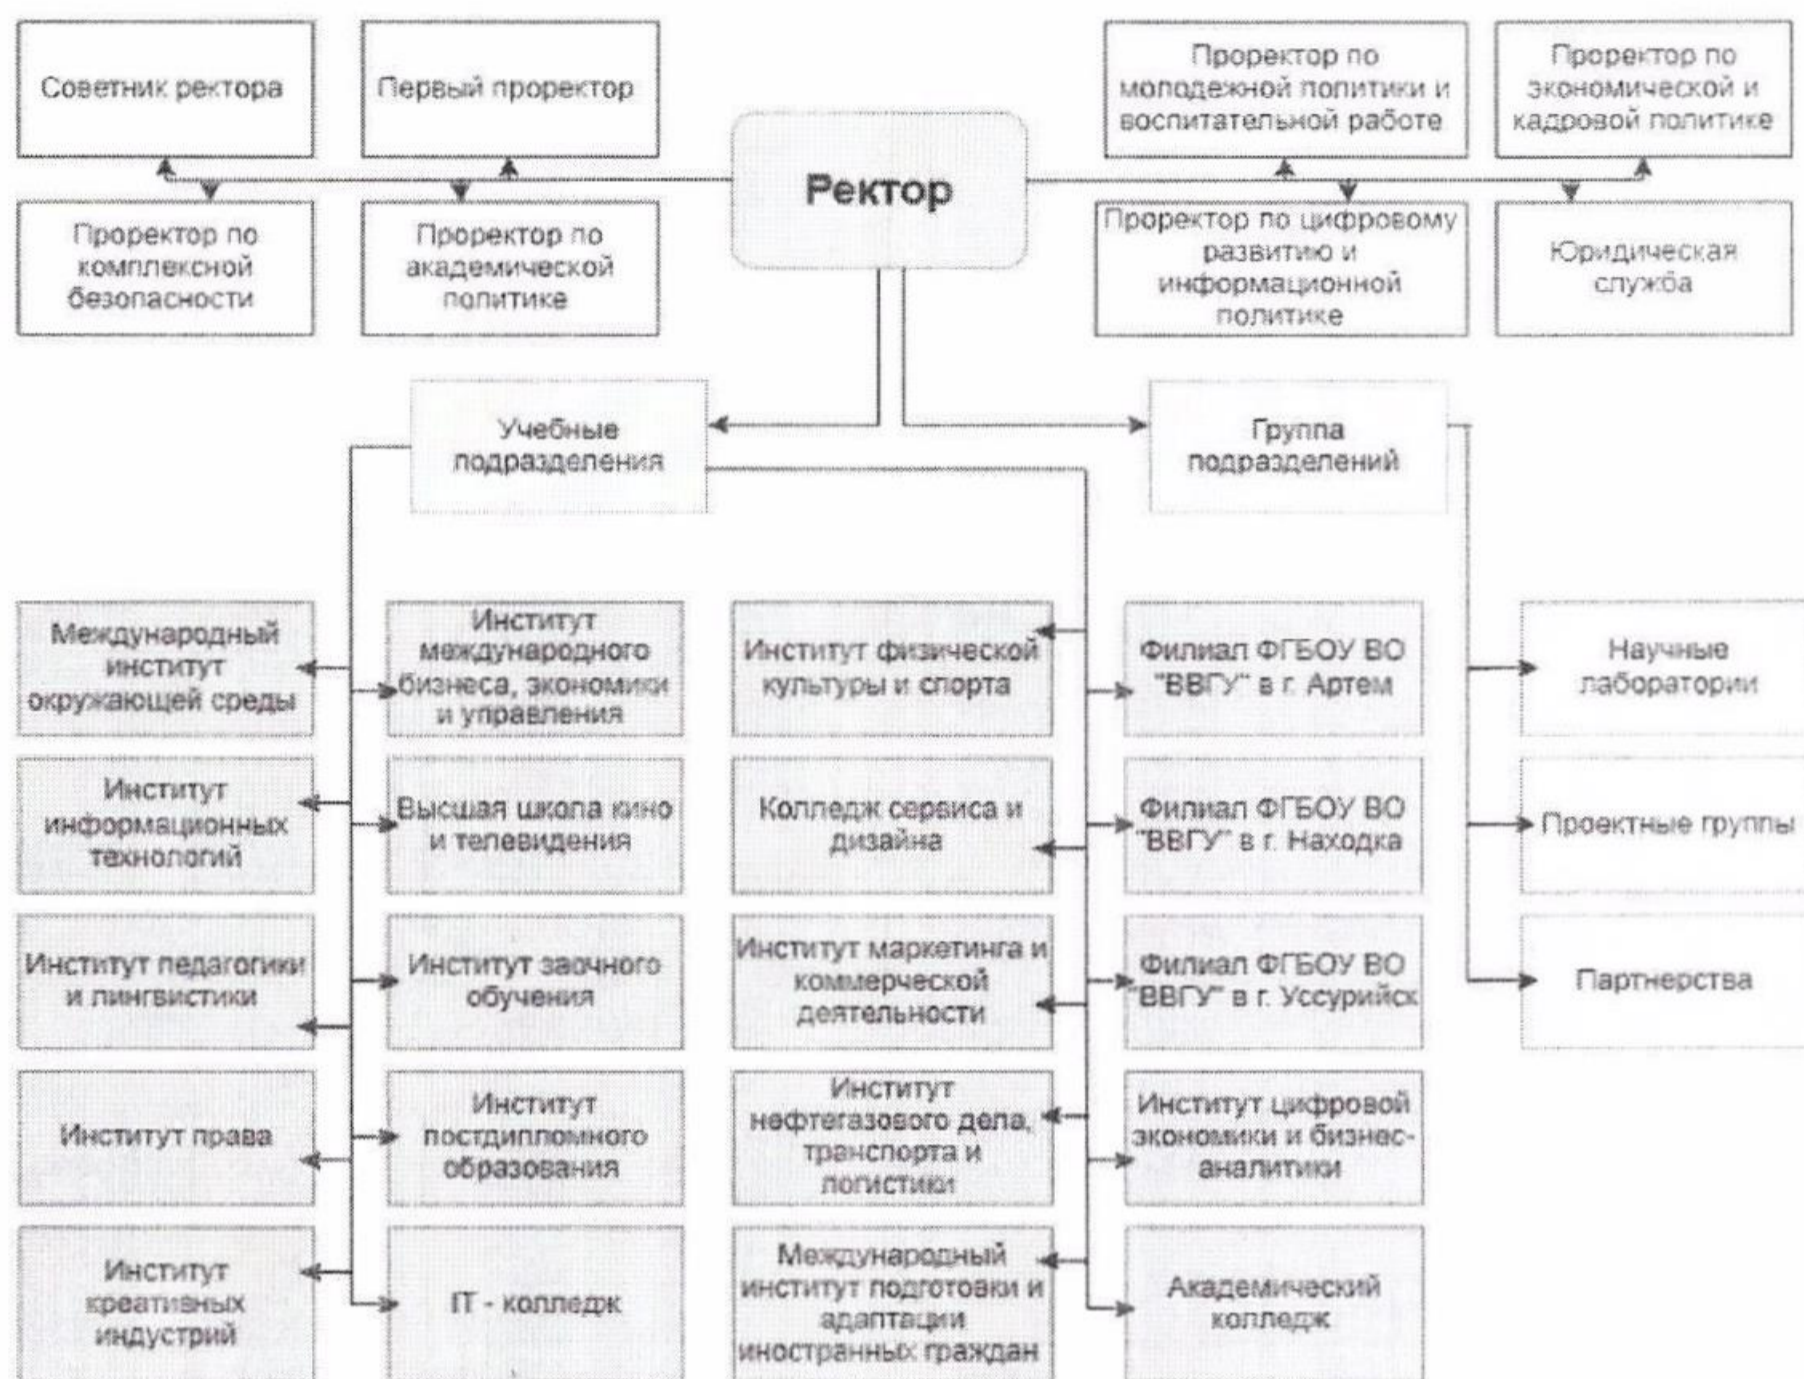 Советник ректора
Первый проректор
Проректор по
молодежной политики и
воспитательной работе
Проректор по
экономической и
кадровой политике
Ректор
Проректор по
комплексной
безопасности
Проректор по
академической
политике
Проректор по цифровому
развитию и
информационной
политике
Юридическая
служба
Учебные
подразделения
Группа
подразделений
Международный
институт
окружающей среды
Институт
международного
бизнеса, экономики
и управления
Институт физической
культуры и спорта
Филиал ФГБОУ ВО
"ВВГУ" в г. Артем
Научные
лаборатории
Институт
информационных
технологий
Высшая школа кино
и телевидения
Колледж сервиса и
дизайна
Филиал ФГБОУ ВО
"ВВГУ" в г. Находка
Проектные группы
Институт педагогики
и лингвистики
Институт заочного
обучения
Институт маркетинга и
коммерческой
деятельности
Филиал ФГБОУ ВО
"ВВГУ" в г. Уссурийск
Партнерства
Институт права
Институт
постдипломного
образования
Институт
нефтегазового дела,
транспорта и
логистики
Институт цифровой
экономики и бизнес-
аналитики
Институт
креативных
индустрий
IT - колледж
Международный
институт подготовки и
адаптации
иностранных граждан
Академический
колледж